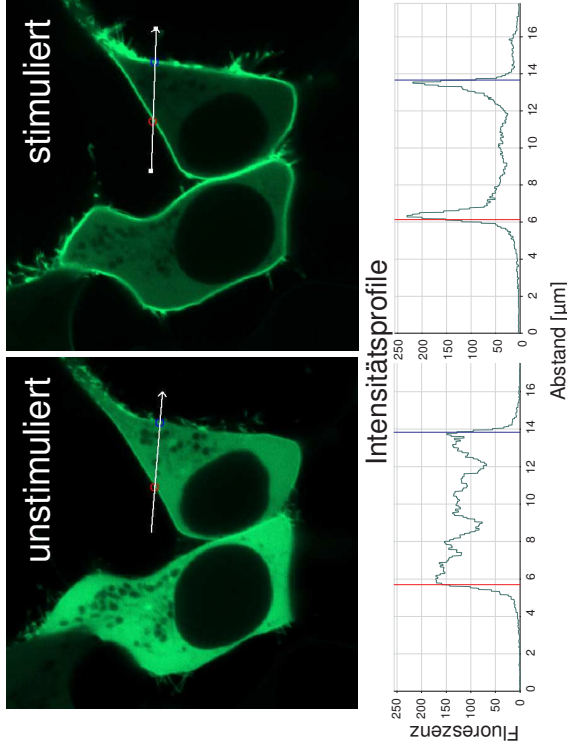 unstimuliert
stimuliert
Intensitätsprofile
Fluoreszenz
250
200
150
100
50
0
0 2 4 6 8 10 12 14 16
250
200
150
100
50
0
0 2 4 6 8 10 12 14 16
Abstand [µm]